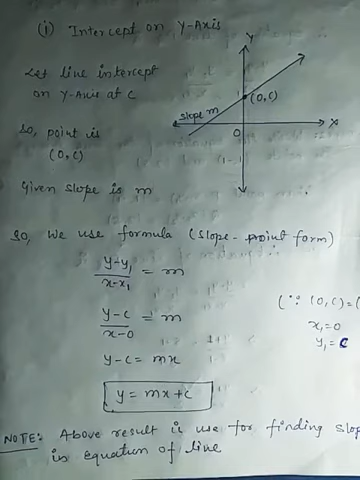 (i) Intercept on Y-Axis
Y
Let line intercept
on Y-Axis at C
(0,C)
slope m
X
O
So, point is
(0,C)
Given slope is m
So, We use formula (slope-point form)
y-y₁/x-x₁ = m
(∵ (0,C)=(
x₁=0
y₁=C
y-c/x-0 = m
y-c = mx
y = mx+c
NOTE: Above result is use for finding slop
in equation of line